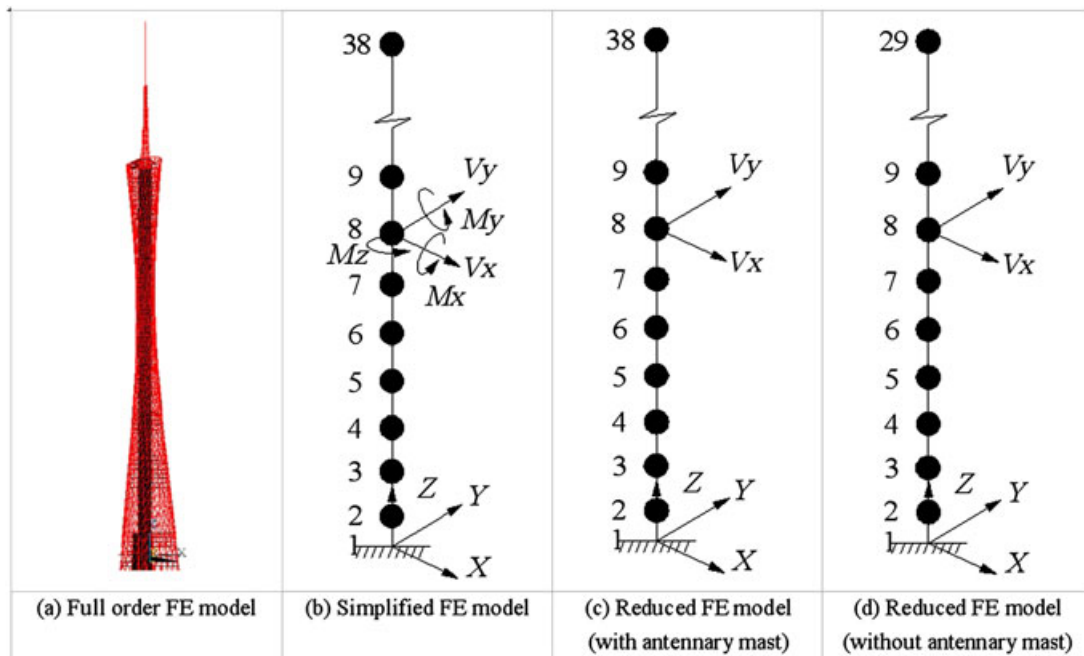 38
9
8
7
6
5
4
3
2
1
Vy
My
Mz
Vx
Mx
Z
Y
X
38
9
8
7
6
5
4
3
2
1
Vy
Vx
Z
Y
X
29
9
8
7
6
5
4
3
2
1
Vy
Vx
Z
Y
X
(a) Full order FE model
(b) Simplified FE model
(c) Reduced FE model
(with antennary mast)
(d) Reduced FE model
(without antennary mast)